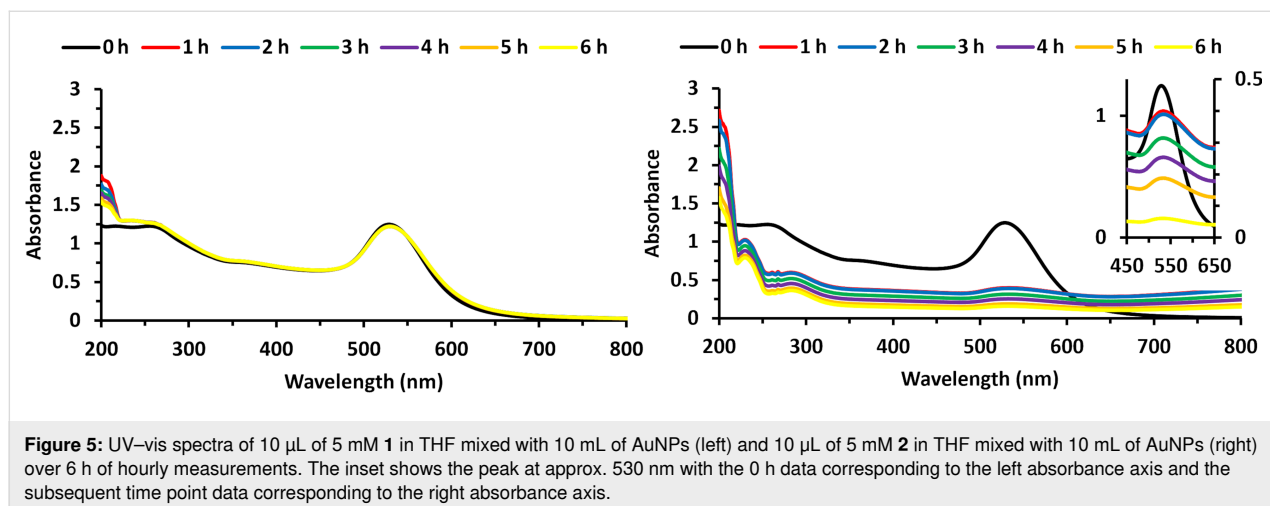 0 h 1 h 2 h 3 h 4 h 5 h 6 h
3
2.5
2
1.5
1
0.5
0
Absorbance
200 300 400 500 600 700 800
Wavelength (nm)
0 h 1 h 2 h 3 h 4 h 5 h 6 h
3
2.5
2
1.5
1
0.5
0
Absorbance
200 300 400 500 600 700 800
Wavelength (nm)
1
0
0.5
0
450 550 650
Figure 5: UV–vis spectra of 10 µL of 5 mM 1 in THF mixed with 10 mL of AuNPs (left) and 10 µL of 5 mM 2 in THF mixed with 10 mL of AuNPs (right)
over 6 h of hourly measurements. The inset shows the peak at approx. 530 nm with the 0 h data corresponding to the left absorbance axis and the
subsequent time point data corresponding to the right absorbance axis.